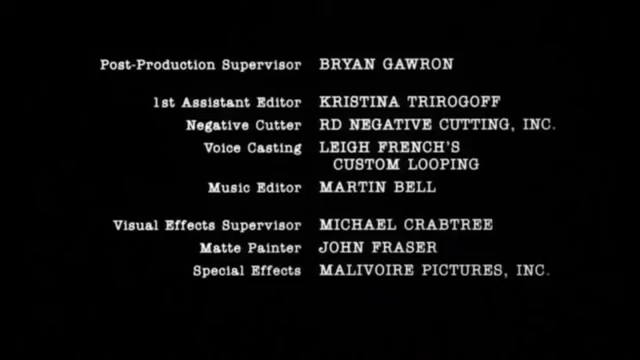 Post-Production Supervisor BRYAN GAWRON
1st Assistant Editor KRISTINA TRIROGOFF
Negative Cutter RD NEGATIVE CUTTING, INC.
Voice Casting LEIGH FRENCH'S
CUSTOM LOOPING
Music Editor MARTIN BELL
Visual Effects Supervisor MICHAEL CRABTREE
Matte Painter JOHN FRASER
Special Effects MALIVOIRE PICTURES, INC.